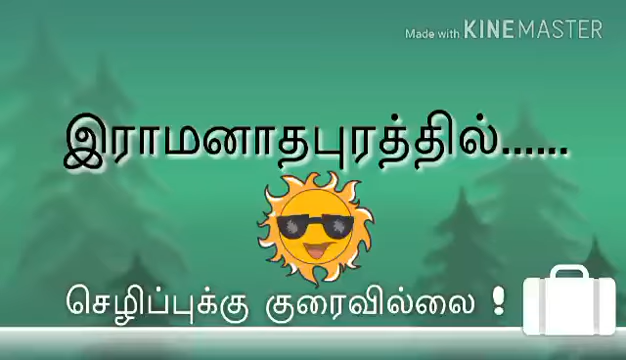 Made with KINEMASTER
இராமனாதபுரத்தில்......
செழிப்புக்கு குரைவில்லை !